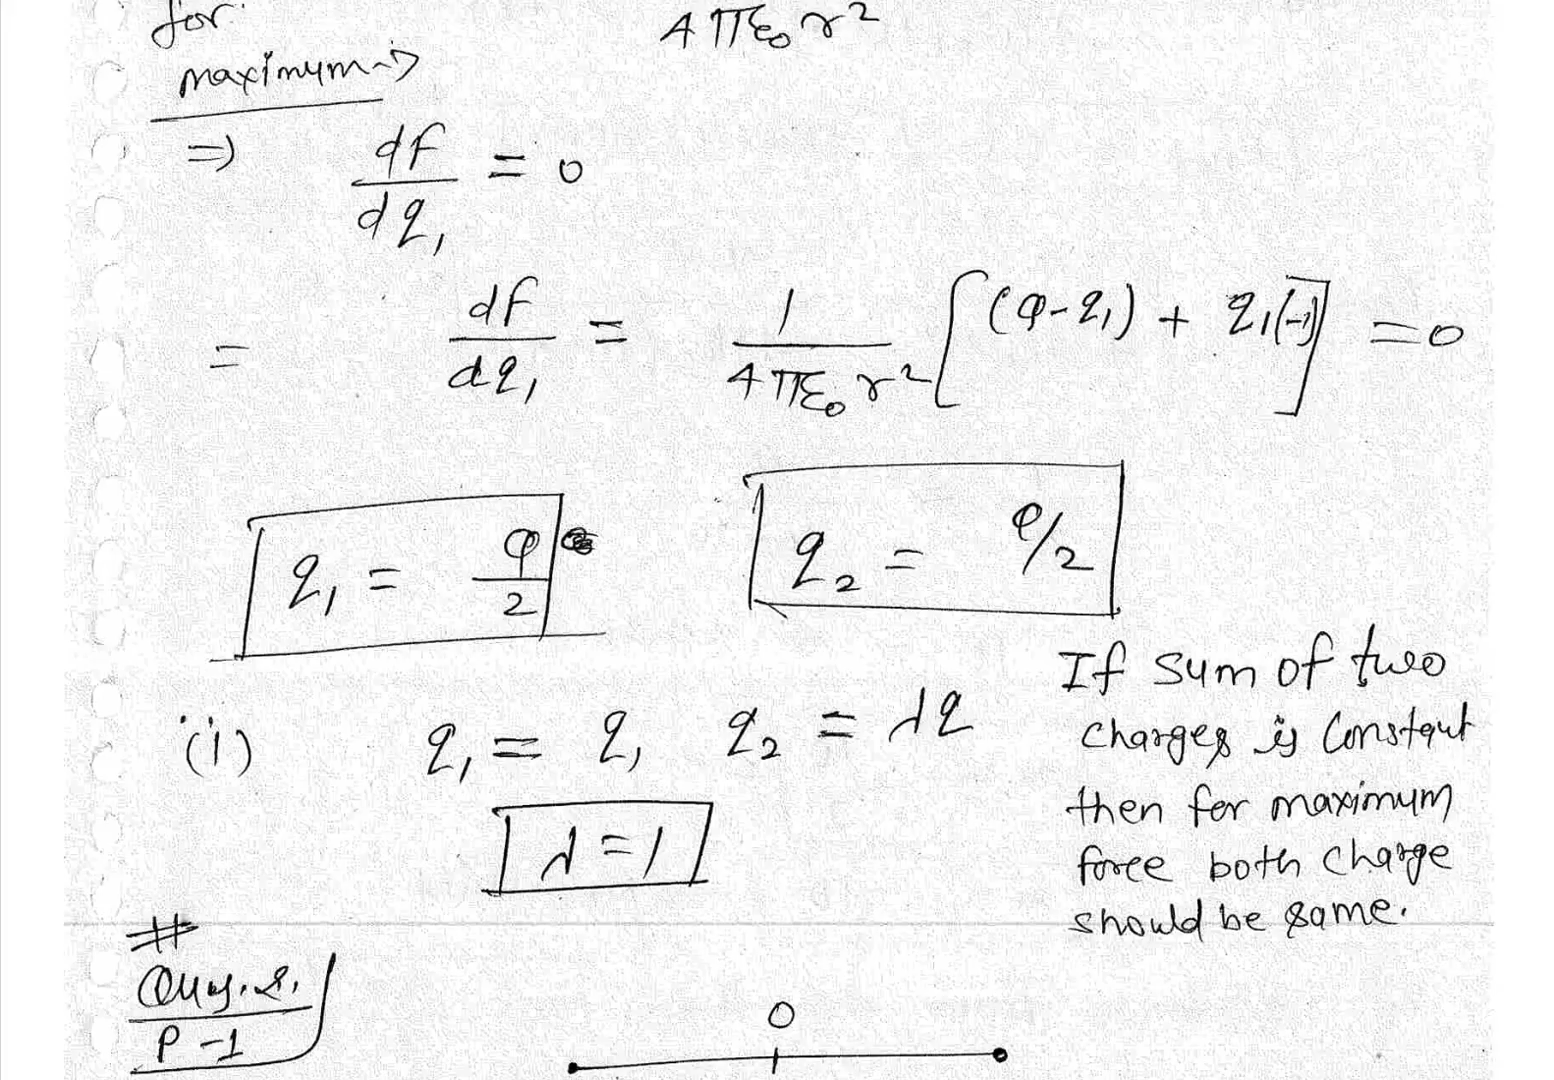 for 4πε₀r²
maximum→
⇒ df/dq₁ = 0
= df/dq₁ = 1/4πε₀r² [(Q-q₁) + q₁(-1)] = 0
q₁ = Q/2 q₂ = Q/2
(i) q₁ = q, q₂ = λq
λ = 1
If sum of two
charges is constant
then for maximum
force both charge
should be same.
#
Ques. 2.
P-1
O